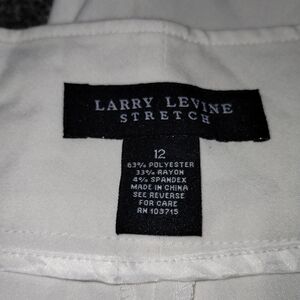 LARRY LEVINE
STRETCH
12
63% POLYESTER
33% RAYON
4% SPANDEX
MADE IN CHINA
SEE REVERSE
FOR CARE
RN 103715